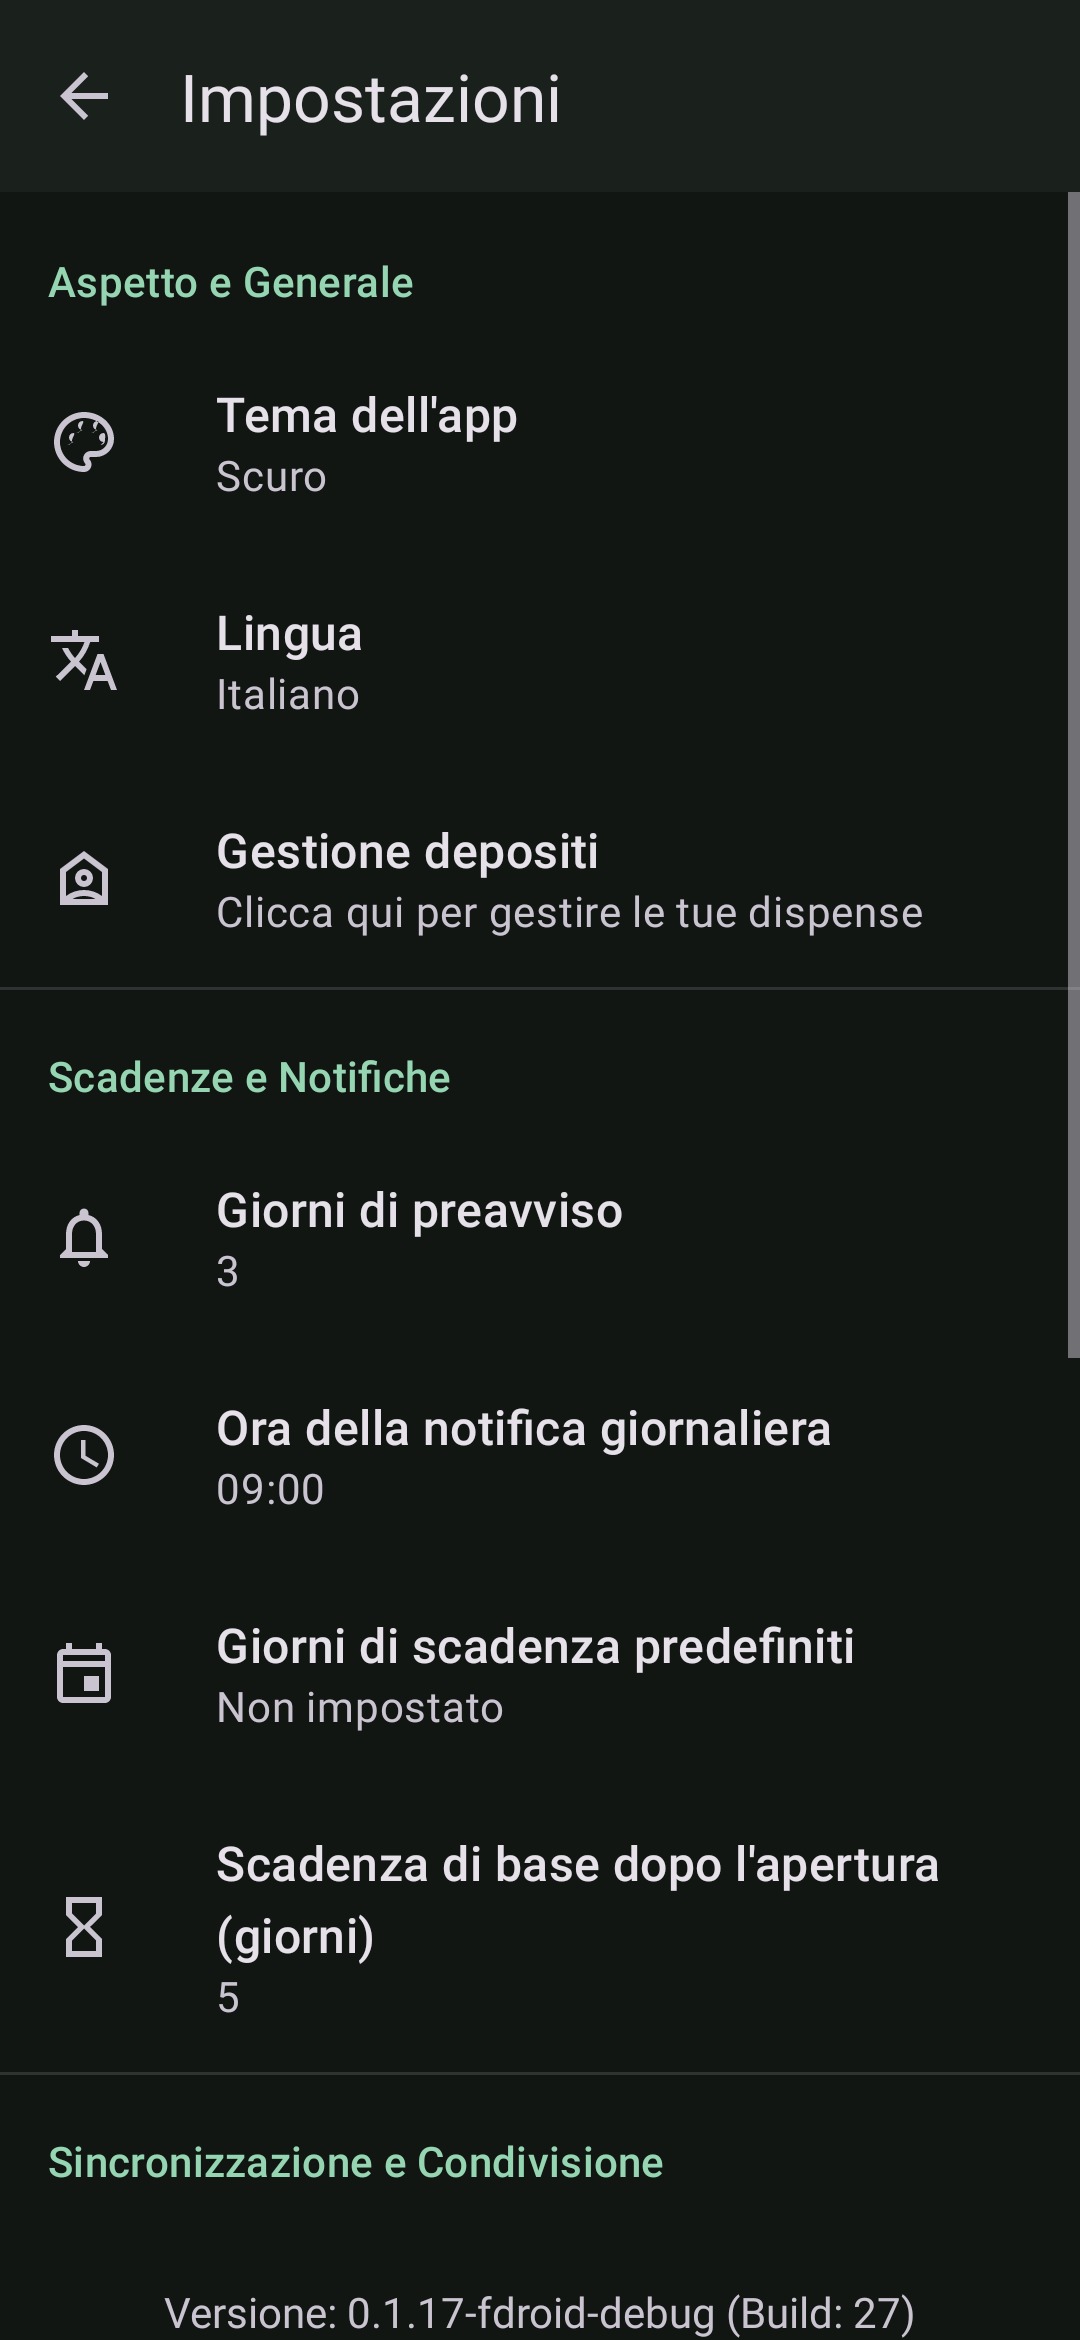 Impostazioni
Aspetto e Generale
Tema dell'app
Scuro
Lingua
Italiano
Gestione depositi
Clicca qui per gestire le tue dispense
Scadenze e Notifiche
Giorni di preavviso
3
Ora della notifica giornaliera
09:00
Giorni di scadenza predefiniti
Non impostato
Scadenza di base dopo l'apertura
(giorni)
5
Sincronizzazione e Condivisione
Versione: 0.1.17-fdroid-debug (Build: 27)